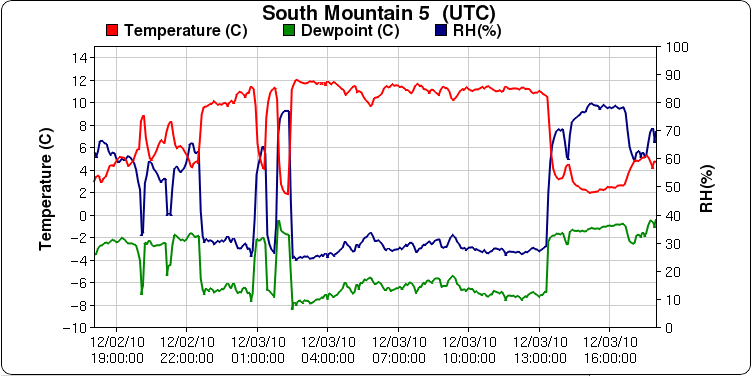 South Mountain 5 (UTC)
Temperature (C) Dewpoint (C) RH(%)
14 100
12 90
10 80
8 70
6 60
4 50
2 40
0 30
−2 20
−4 10
−6 0
−8
−10
Temperature (C)
RH(%)
12/02/10 12/02/10 12/03/10 12/03/10 12/03/10 12/03/10 12/03/10 12/03/10
19:00:00 22:00:00 01:00:00 04:00:00 07:00:00 10:00:00 13:00:00 16:00:00